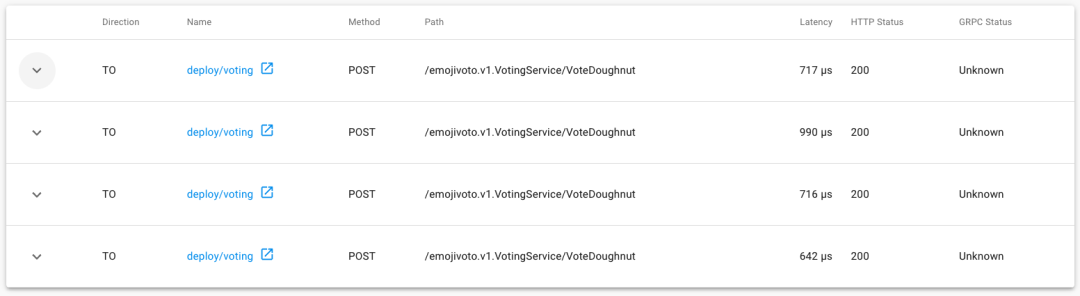 Direction Name Method Path Latency HTTP Status GRPC Status
TO deploy/voting POST /emojivoto.v1.VotingService/VoteDoughnut 717 µs 200 Unknown
TO deploy/voting POST /emojivoto.v1.VotingService/VoteDoughnut 990 µs 200 Unknown
TO deploy/voting POST /emojivoto.v1.VotingService/VoteDoughnut 716 µs 200 Unknown
TO deploy/voting POST /emojivoto.v1.VotingService/VoteDoughnut 642 µs 200 Unknown